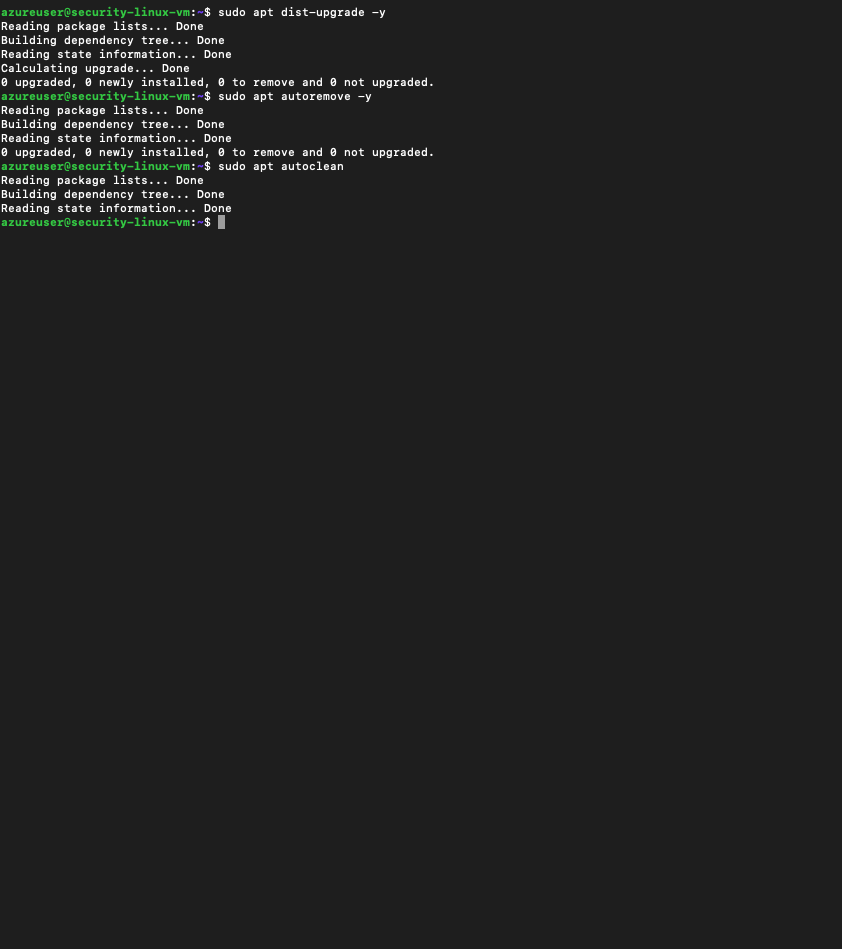 azureuser@security-linux-vm:~$ sudo apt dist-upgrade -y
Reading package lists... Done
Building dependency tree... Done
Reading state information... Done
Calculating upgrade... Done
0 upgraded, 0 newly installed, 0 to remove and 0 not upgraded.
azureuser@security-linux-vm:~$ sudo apt autoremove -y
Reading package lists... Done
Building dependency tree... Done
Reading state information... Done
0 upgraded, 0 newly installed, 0 to remove and 0 not upgraded.
azureuser@security-linux-vm:~$ sudo apt autoclean
Reading package lists... Done
Building dependency tree... Done
Reading state information... Done
azureuser@security-linux-vm:~$